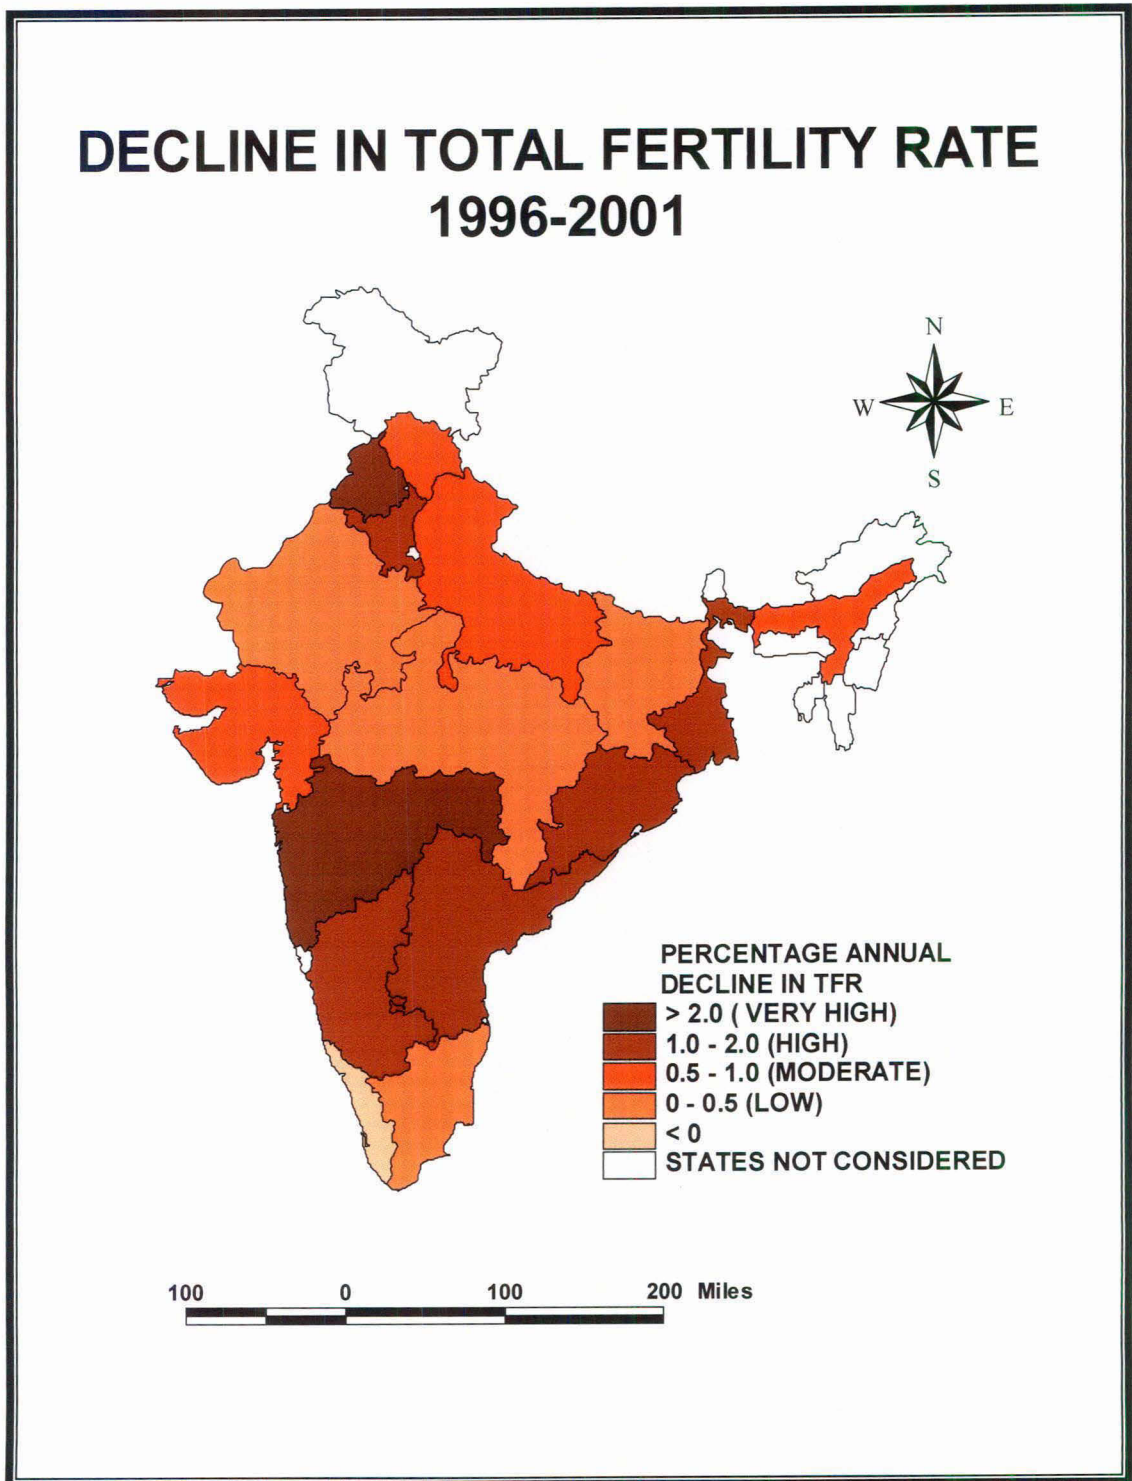 DECLINE IN TOTAL FERTILITY RATE
1996-2001
N
W E
S
PERCENTAGE ANNUAL
DECLINE IN TFR
> 2.0 ( VERY HIGH)
1.0 - 2.0 (HIGH)
0.5 - 1.0 (MODERATE)
0 - 0.5 (LOW)
< 0
STATES NOT CONSIDERED
100 0 100 200 Miles